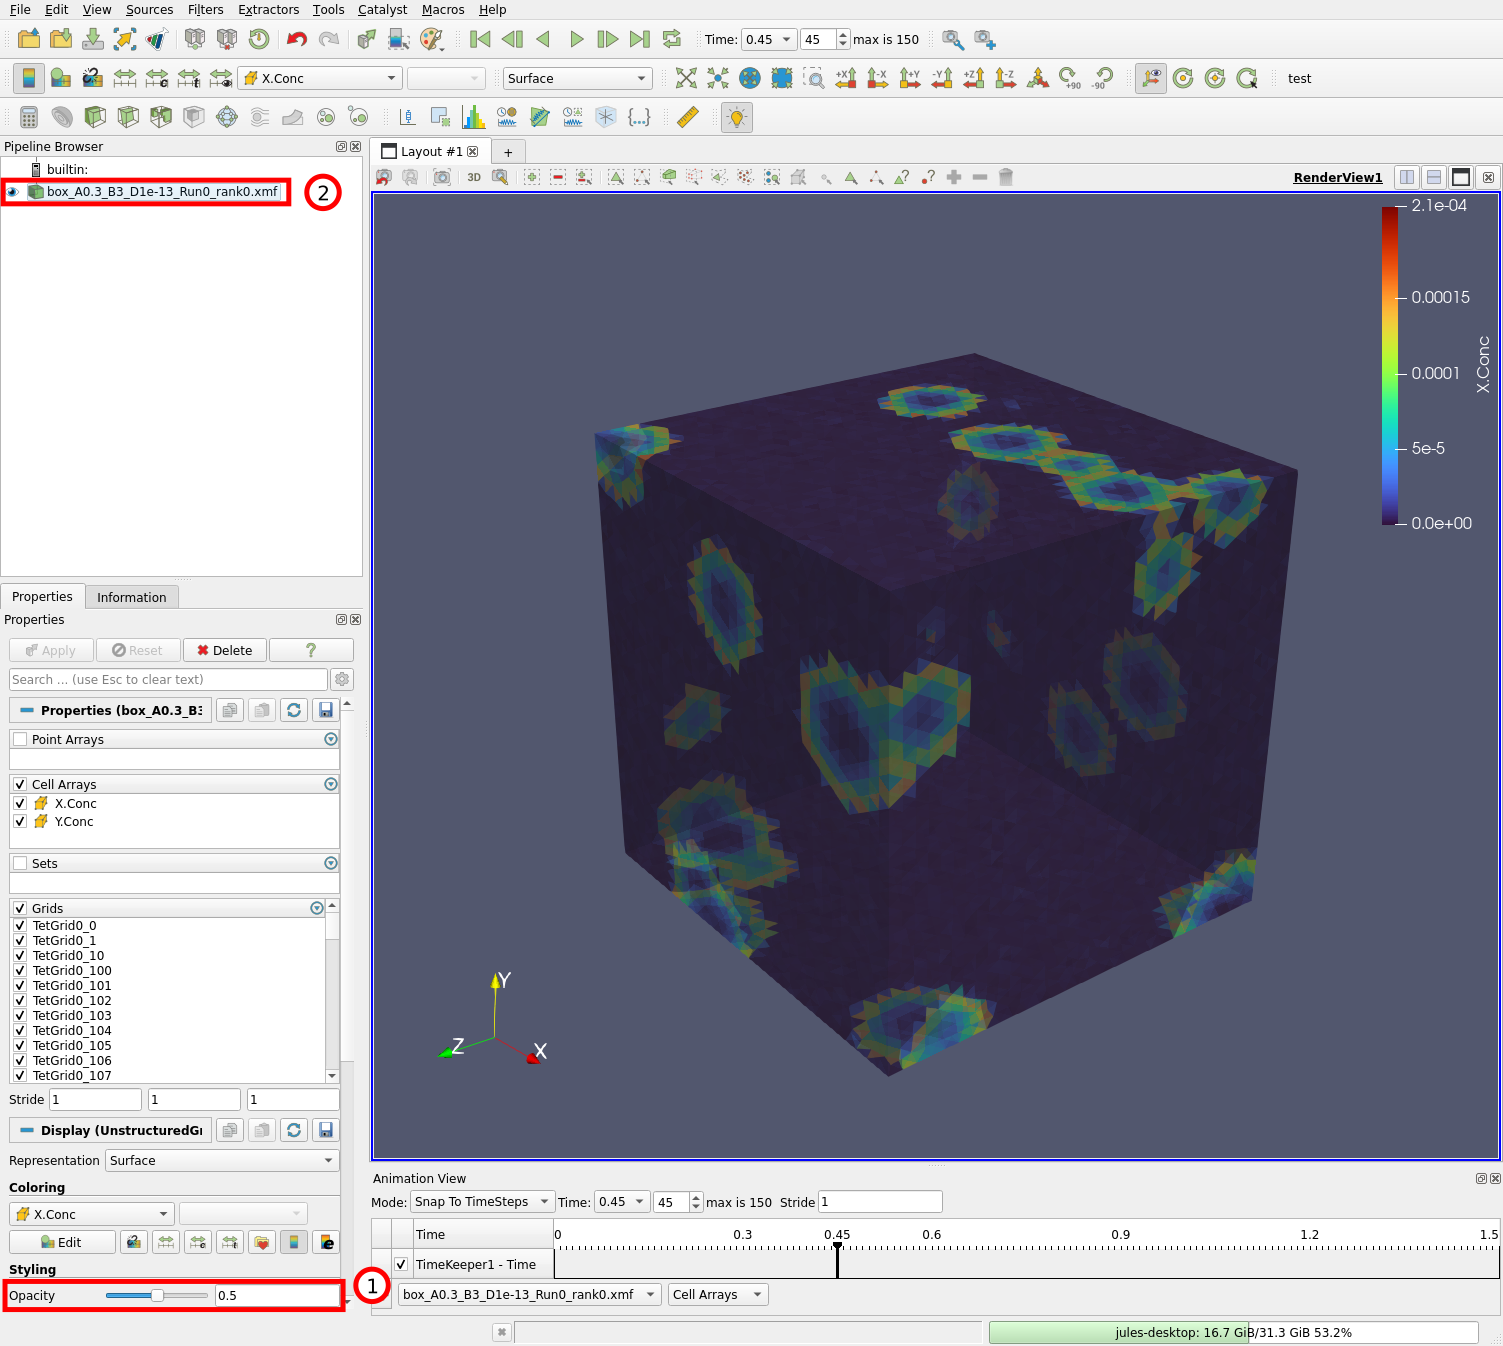 File Edit View Sources Filters Extractors Tools Catalyst Macros Help
Time: 0.45 45 max is 150
X.Conc Surface +X -X +Y -Y +Z -Z +90 -90 test
Pipeline Browser
Layout #1 +
builtin:
3D RenderView1
box_A0.3_B3_D1e-13_Run0_rank0.xmf 2
2.1e-04
0.00015
0.0001
5e-5
0.0e+00
X.Conc
Properties Information
Properties
Apply Reset Delete ?
Search ... (use Esc to clear text)
Properties (box_A0.3_B3
Point Arrays
Cell Arrays
X.Conc
Y.Conc
Sets
Grids
TetGrid0_0
TetGrid0_1
TetGrid0_10
TetGrid0_100
TetGrid0_101
TetGrid0_102
TetGrid0_103
TetGrid0_104
TetGrid0_105
TetGrid0_106
TetGrid0_107
Y
Z
X
Stride 1 1 1
Display (UnstructuredGr
Representation Surface
Coloring
X.Conc
Edit
Styling
Opacity 0.5 1
Animation View
Mode: Snap To TimeSteps Time: 0.45 45 max is 150 Stride 1
Time 0 0.3 0.45 0.6 0.9 1.2 1.5
TimeKeeper1 - Time
box_A0.3_B3_D1e-13_Run0_rank0.xmf Cell Arrays
jules-desktop: 16.7 GiB/31.3 GiB 53.2%